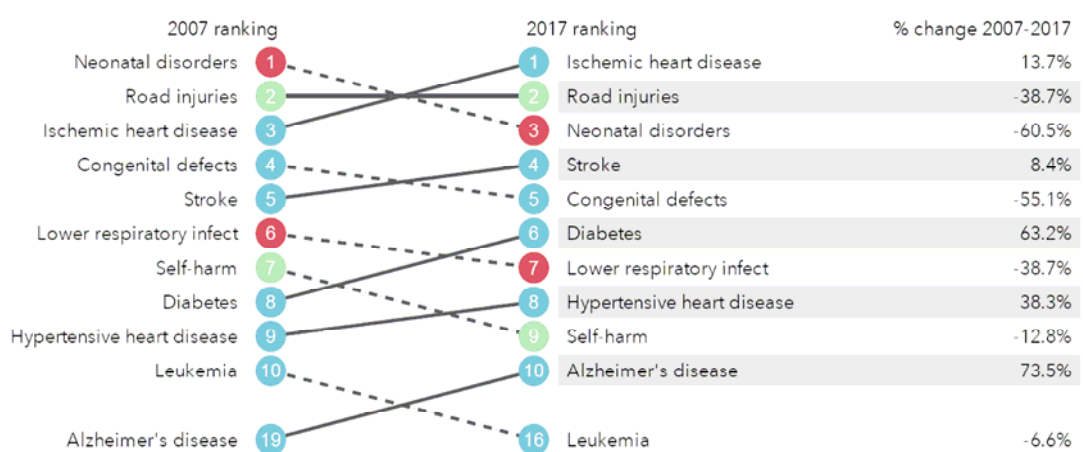 2007 ranking 2017 ranking % change 2007-2017
Neonatal disorders 1 1 Ischemic heart disease 13.7%
Road injuries 2 2 Road injuries -38.7%
Ischemic heart disease 3 3 Neonatal disorders -60.5%
Congenital defects 4 4 Stroke 8.4%
Stroke 5 5 Congenital defects -55.1%
Lower respiratory infect 6 6 Diabetes 63.2%
Self-harm 7 7 Lower respiratory infect -38.7%
Diabetes 8 8 Hypertensive heart disease 38.3%
Hypertensive heart disease 9 9 Self-harm -12.8%
Leukemia 10 10 Alzheimer's disease 73.5%
Alzheimer's disease 19 16 Leukemia -6.6%